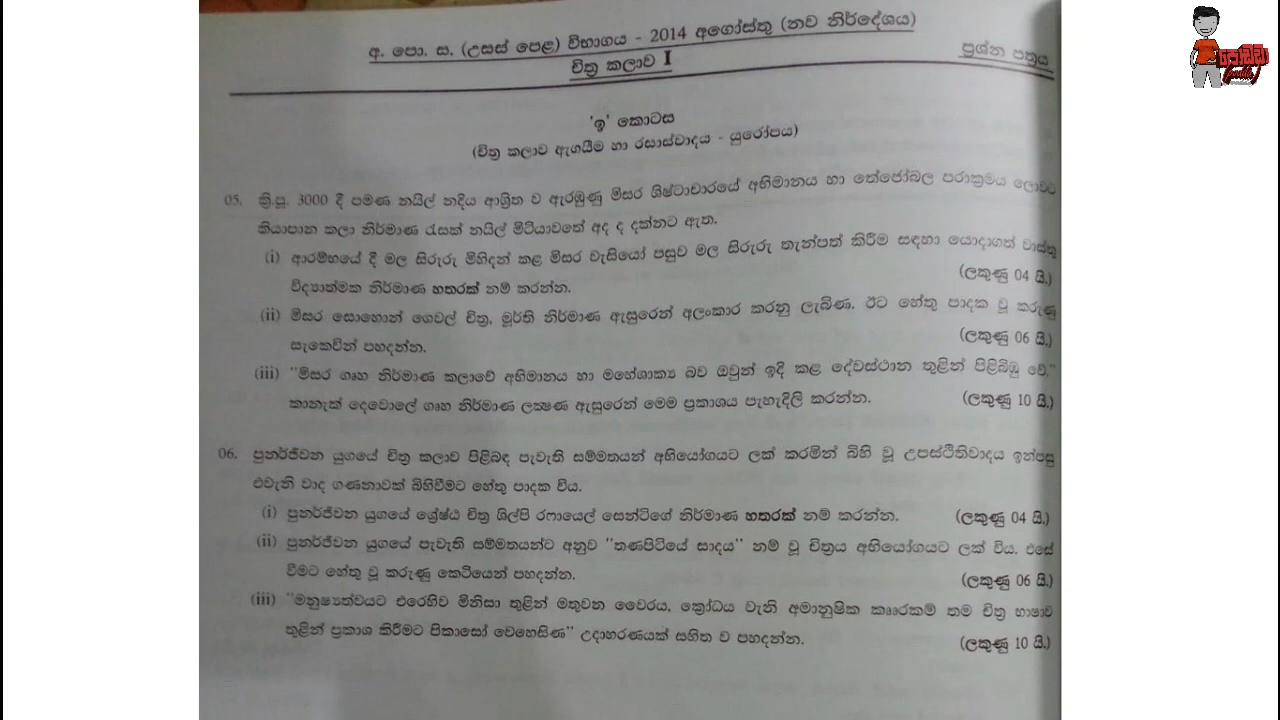 අ. පො. ස. (උසස් පෙළ) විභාගය - 2014 අගෝස්තු (නව නිර්දේශය)
චිත්‍ර කලාව I
ප්‍රශ්න පත්‍රය
'ඉ' කොටස
(චිත්‍ර කලාව ඇගයීම හා රසාස්වාදය - යුරෝපය)
05. ක්‍රි.පූ. 3000 දී පමණ නයිල් නදිය ආශ්‍රිත ව ඇරඹුණු මිසර ශිෂ්ටාචාරයේ අභිමානය හා තේජෝබල පරාක්‍රමය ලොවට
කියාපාන කලා නිර්මාණ රැසක් නයිල් මිටියාවතේ අද ද දක්නට ඇත.
(i) ආරම්භයේ දී මල සිරුරු මිහිදන් කළ මිසර වැසියෝ පසුව මල සිරුරු තැන්පත් කිරීම සඳහා යොදාගත් වාස්තු
විද්‍යාත්මක නිර්මාණ හතරක් නම් කරන්න. (ලකුණු 04 යි.)
(ii) මිසර සොහොන් ගෙවල් චිත්‍ර, මූර්ති නිර්මාණ ඇසුරෙන් අලංකාර කරනු ලැබිණ. ඊට හේතු පාදක වූ කරුණු
සැකෙවින් පහදන්න. (ලකුණු 06 යි.)
(iii) "මිසර ගෘහ නිර්මාණ කලාවේ අභිමානය හා මහේශාක්‍ය බව ඔවුන් ඉදි කළ දේවස්ථාන තුළින් පිළිබිඹු වේ."
කානැක් දෙවොලේ ගෘහ නිර්මාණ ලක්‍ෂණ ඇසුරෙන් මෙම ප්‍රකාශය පැහැදිලි කරන්න. (ලකුණු 10 යි.)
06. පුනර්ජීවන යුගයේ චිත්‍ර කලාව පිළිබඳ පැවැති සම්මතයන් අභියෝගයට ලක් කරමින් බිහි වූ උපස්ථිතිවාදය ඉන්පසු
එවැනි වාද ගණනාවක් බිහිවීමට හේතු පාදක විය.
(i) පුනර්ජීවන යුගයේ ශ්‍රේෂ්ඨ චිත්‍ර ශිල්පි රෆායෙල් සෙන්ටිගේ නිර්මාණ හතරක් නම් කරන්න. (ලකුණු 04 යි.)
(ii) පුනර්ජීවන යුගයේ පැවැති සම්මතයන්ට අනුව "තණපිටියේ සාදය" නම් වූ චිත්‍රය අභියෝගයට ලක් විය. එසේ
වීමට හේතු වූ කරුණු කෙටියෙන් පහදන්න. (ලකුණු 06 යි.)
(iii) "මනුෂ්‍යත්වයට එරෙහිව මිනිසා තුළින් මතුවන වෛරය, ක්‍රෝධය වැනි අමානුෂික කෲරකම් තම චිත්‍ර භාෂාව
තුළින් ප්‍රකාශ කිරීමට පිකාසෝ වෙහෙසිණ" උදාහරණයක් සහිත ව පහදන්න. (ලකුණු 10 යි.)